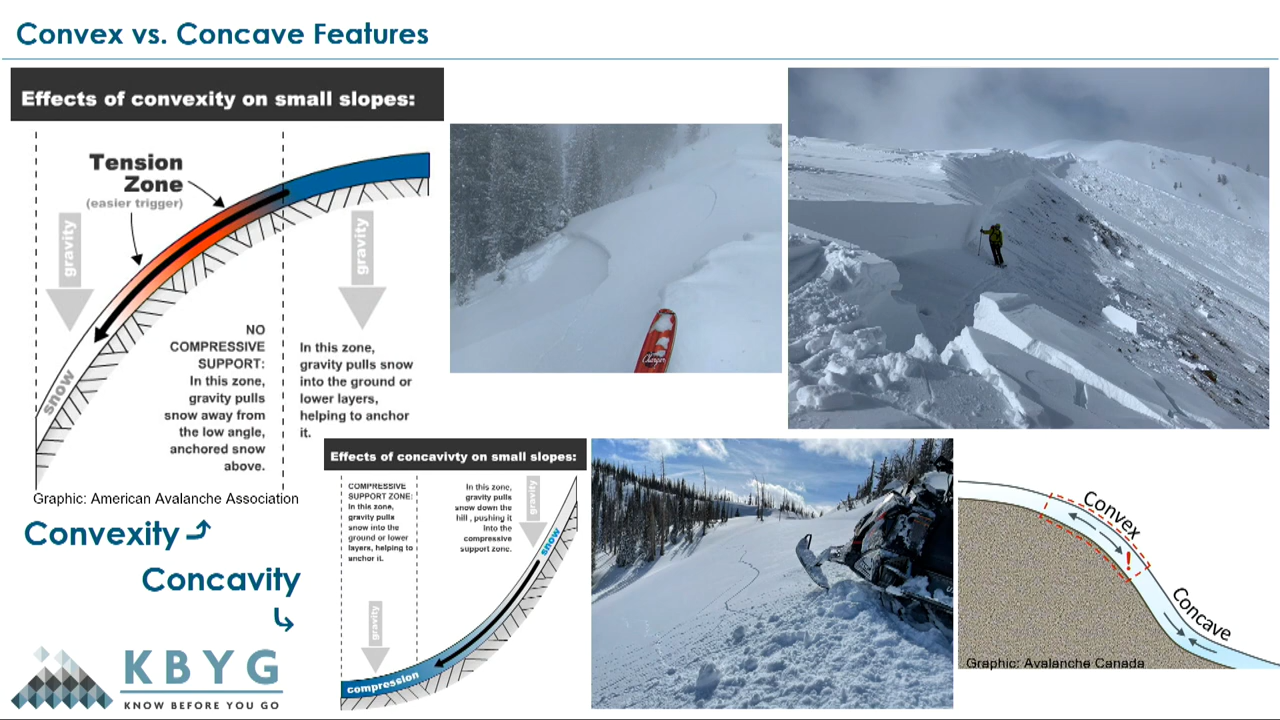 Convex vs. Concave Features
Effects of convexity on small slopes:
Tension
Zone
(easier trigger)
gravity
gravity
snow
NO
COMPRESSIVE
SUPPORT:
In this zone,
gravity pulls
snow away from
the low angle,
anchored snow
above.
In this zone,
gravity pulls snow
into the ground or
lower layers,
helping to anchor
it.
Graphic: American Avalanche Association
Convexity
Concavity
Effects of concavivty on small slopes:
COMPRESSIVE
SUPPORT ZONE:
In this zone,
gravity pulls
snow into the
ground or lower
layers, helping to
anchor it.
In this zone,
gravity pulls
snow down the
hill , pushing it
into the
compressive
support zone.
gravity
snow
gravity
compression
Charger
Convex
!
Concave
Graphic: Avalanche Canada
KBYG
KNOW BEFORE YOU GO